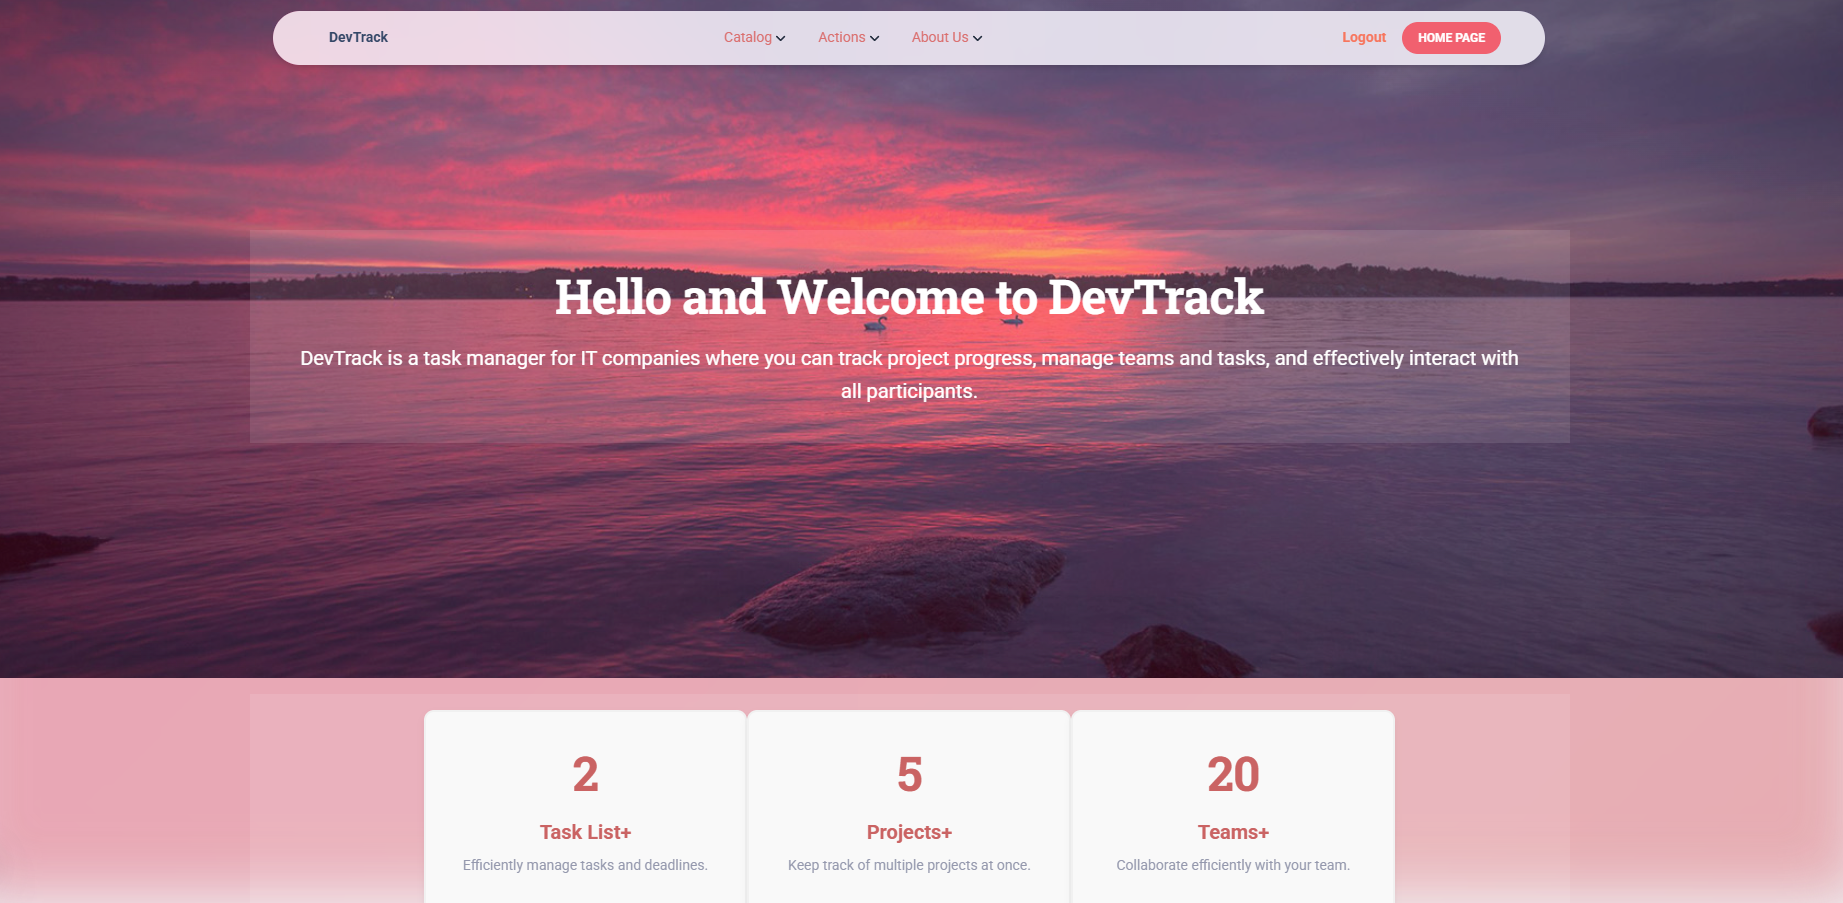 DevTrack
Catalog
Actions
About Us
Logout
HOME PAGE
Hello and Welcome to DevTrack
DevTrack is a task manager for IT companies where you can track project progress, manage teams and tasks, and effectively interact with
all participants.
2
Task List+
Efficiently manage tasks and deadlines.
5
Projects+
Keep track of multiple projects at once.
20
Teams+
Collaborate efficiently with your team.